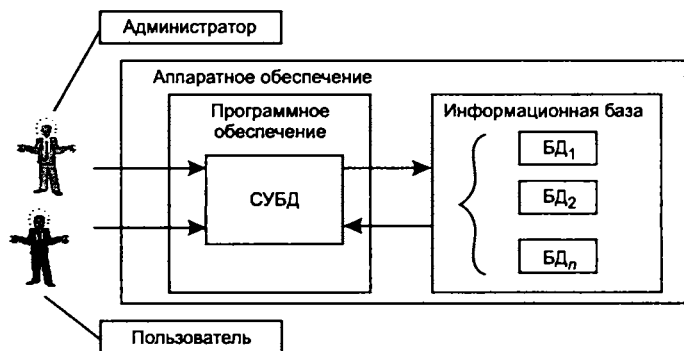 Администратор
Аппаратное обеспечение
Программное
обеспечение
СУБД
Информационная база
БД₁
БД₂
БДₙ
Пользователь